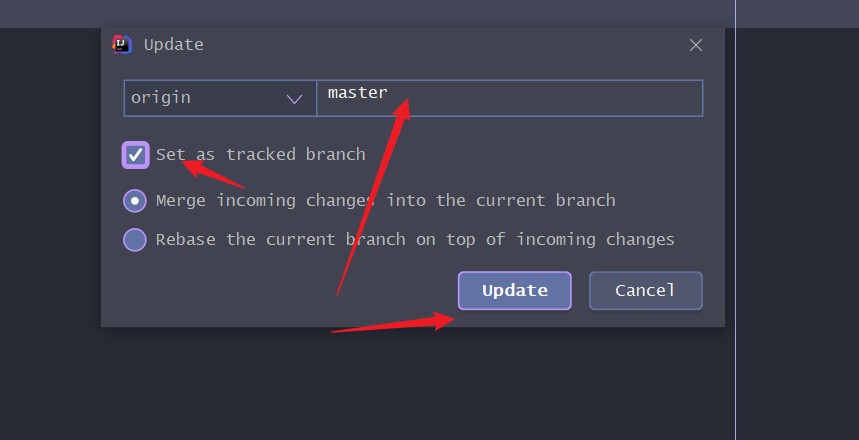 Update
origin
master
Set as tracked branch
Merge incoming changes into the current branch
Rebase the current branch on top of incoming changes
Update
Cancel